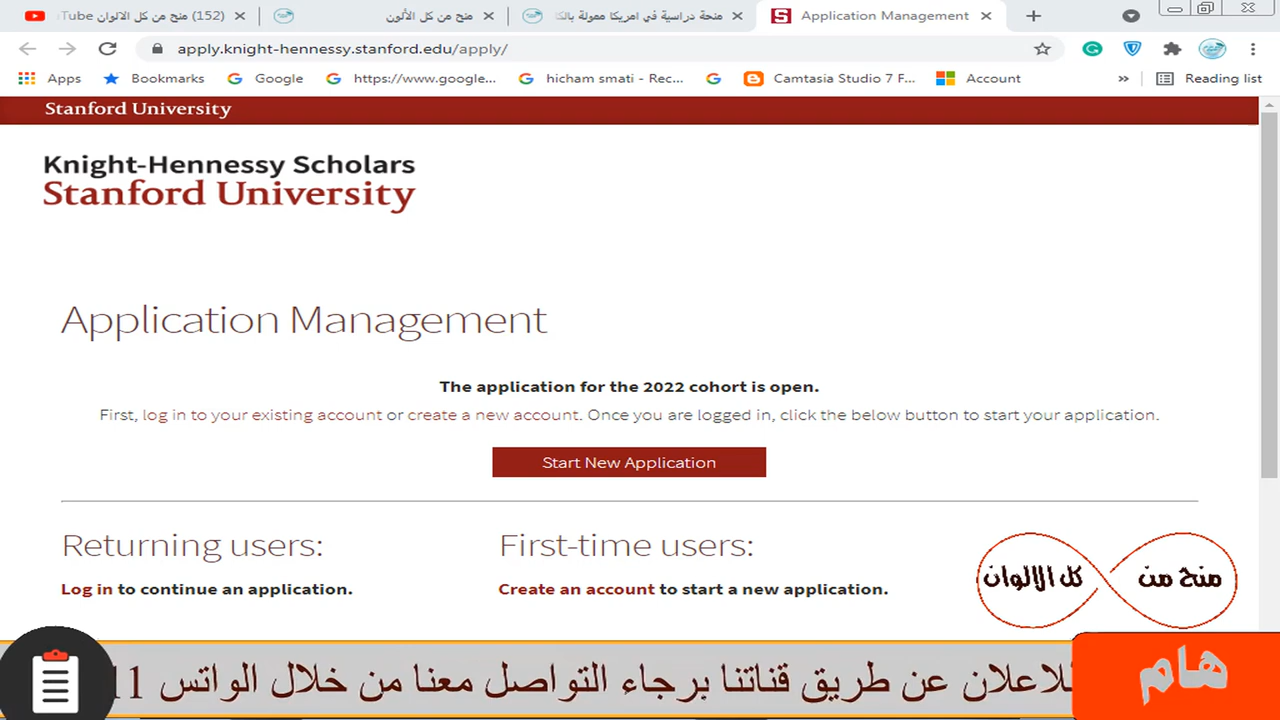 (152) منح من كل الالوان
منح من كل الألون
منحة دراسية في امريكا ممولة بالكا
Application Management
apply.knight-hennessy.stanford.edu/apply/
Apps Bookmarks Google https://www.google... hicham smati - Rec... Camtasia Studio 7 F... Account » Reading list
Stanford University
Knight-Hennessy Scholars
Stanford University
Application Management
The application for the 2022 cohort is open.
First, log in to your existing account or create a new account. Once you are logged in, click the below button to start your application.
Start New Application
Returning users:
First-time users:
Log in to continue an application.
Create an account to start a new application.
منح من كل الالوان
هام
للاعلان عن طريق قناتنا برجاء التواصل معنا من خلال الواتس 11